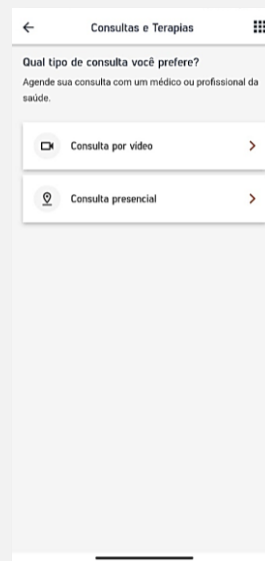 Consultas e Terapias
Qual tipo de consulta você prefere?
Agende sua consulta com um médico ou profissional da
saúde.
Consulta por vídeo
Consulta presencial